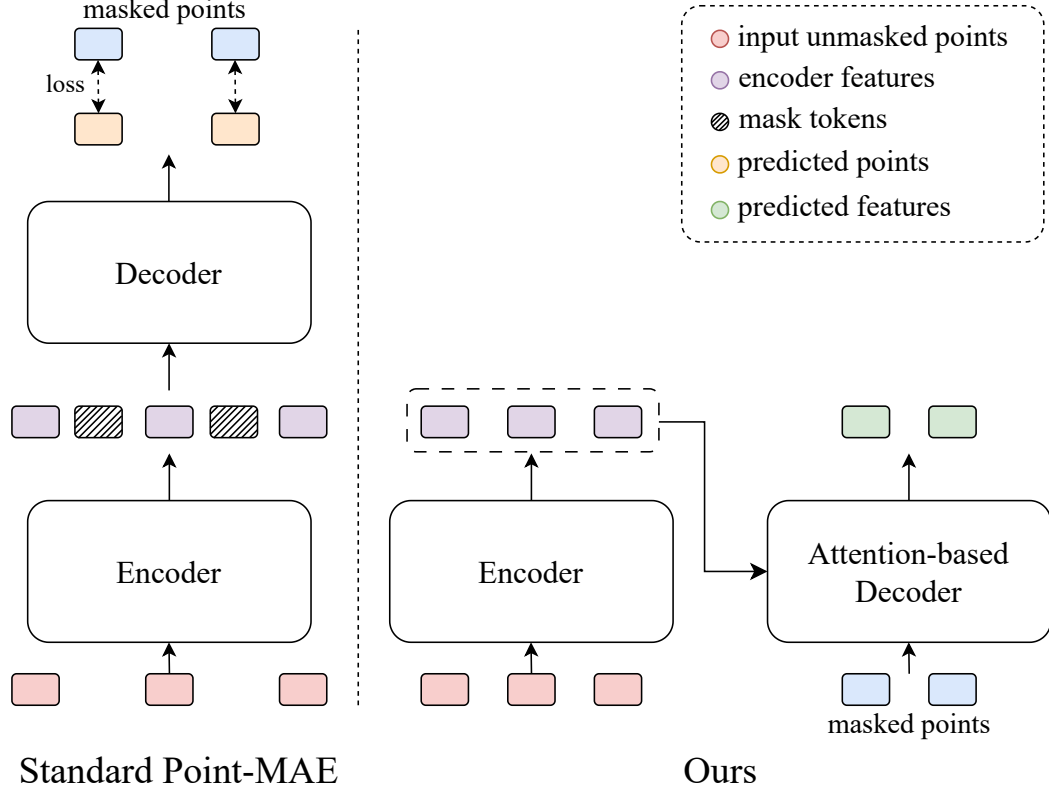 masked points
loss
Decoder
Encoder
Standard Point-MAE
input unmasked points
encoder features
mask tokens
predicted points
predicted features
Encoder
Attention-based
Decoder
masked points
Ours